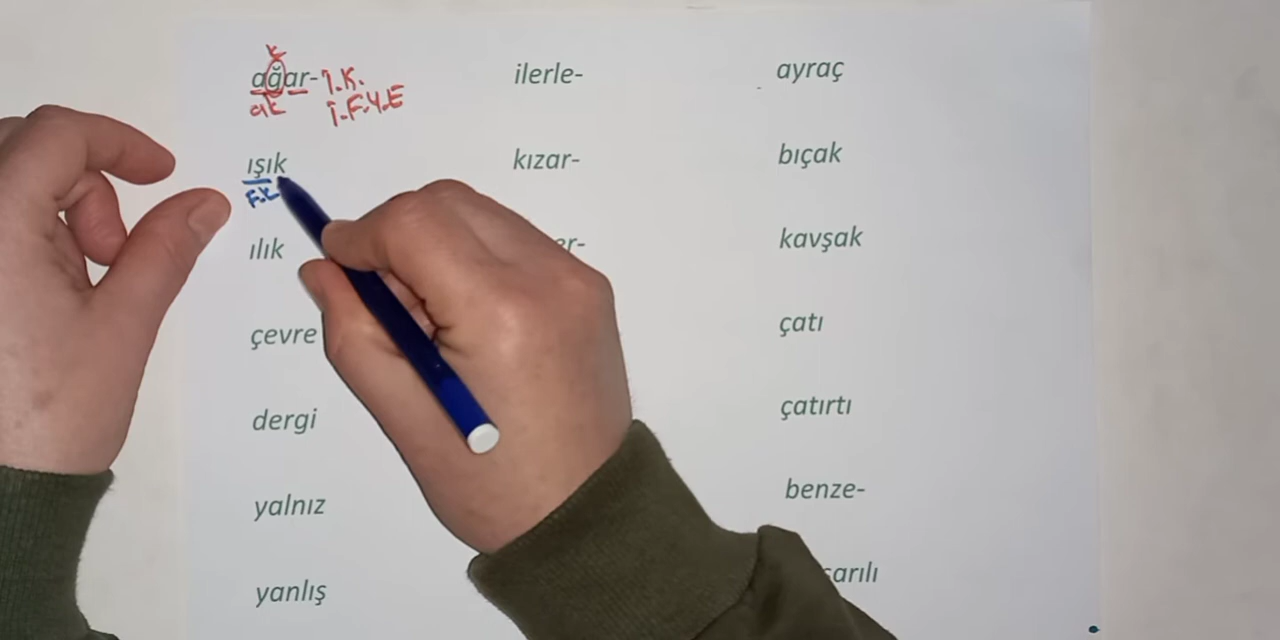 k
ağar- İ.K.
ak İ.F.Y.E
ışık
F.K
ılık
çevre
dergi
yalnız
yanlış
ilerle-
kızar-
ayraç
bıçak
kavşak
çatı
çatırtı
benze-